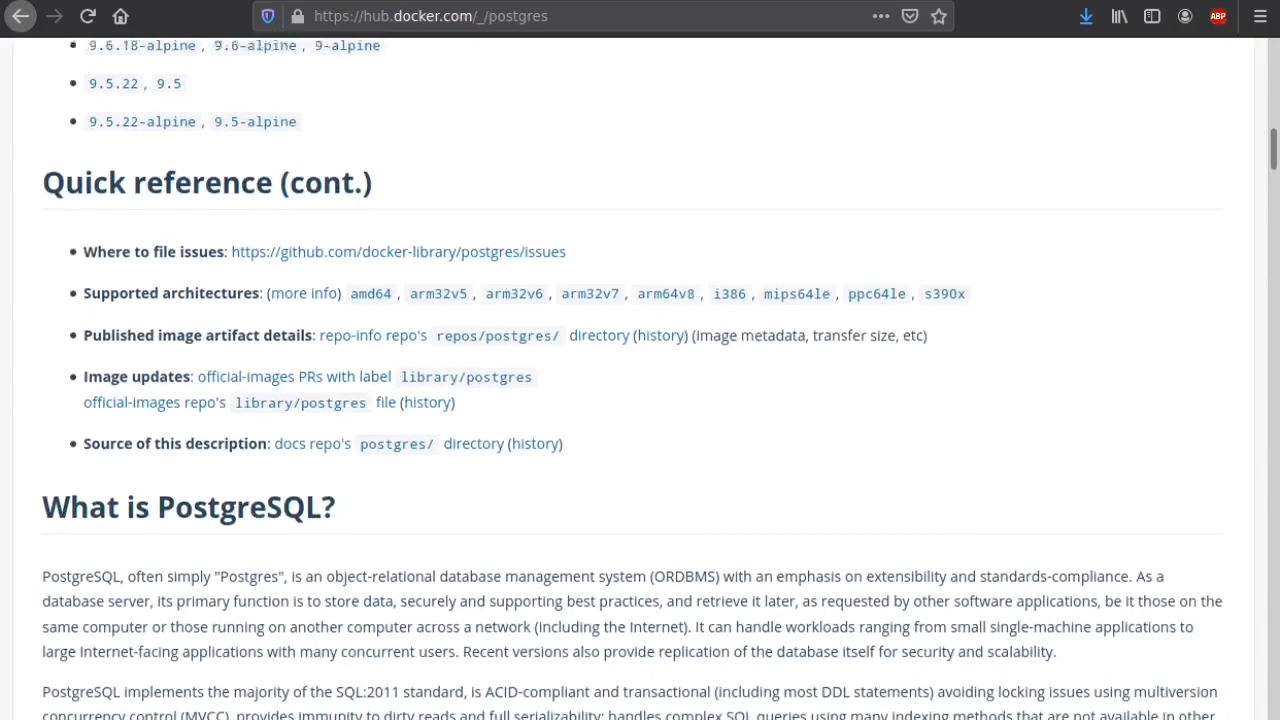 https://hub.docker.com/_/postgres
ABP
9.6.18-alpine , 9.6-alpine , 9-alpine
9.5.22 , 9.5
9.5.22-alpine , 9.5-alpine
Quick reference (cont.)
Where to file issues: https://github.com/docker-library/postgres/issues
Supported architectures: (more info) amd64 , arm32v5 , arm32v6 , arm32v7 , arm64v8 , i386 , mips64le , ppc64le , s390x
Published image artifact details: repo-info repo's repos/postgres/ directory (history) (image metadata, transfer size, etc)
Image updates: official-images PRs with label library/postgres
official-images repo's library/postgres file (history)
Source of this description: docs repo's postgres/ directory (history)
What is PostgreSQL?
PostgreSQL, often simply "Postgres", is an object-relational database management system (ORDBMS) with an emphasis on extensibility and standards-compliance. As a
database server, its primary function is to store data, securely and supporting best practices, and retrieve it later, as requested by other software applications, be it those on the
same computer or those running on another computer across a network (including the Internet). It can handle workloads ranging from small single-machine applications to
large Internet-facing applications with many concurrent users. Recent versions also provide replication of the database itself for security and scalability.
PostgreSQL implements the majority of the SQL:2011 standard, is ACID-compliant and transactional (including most DDL statements) avoiding locking issues using multiversion
concurrency control (MVCC), provides immunity to dirty reads and full serializability; handles complex SQL queries using many indexing methods that are not available in other